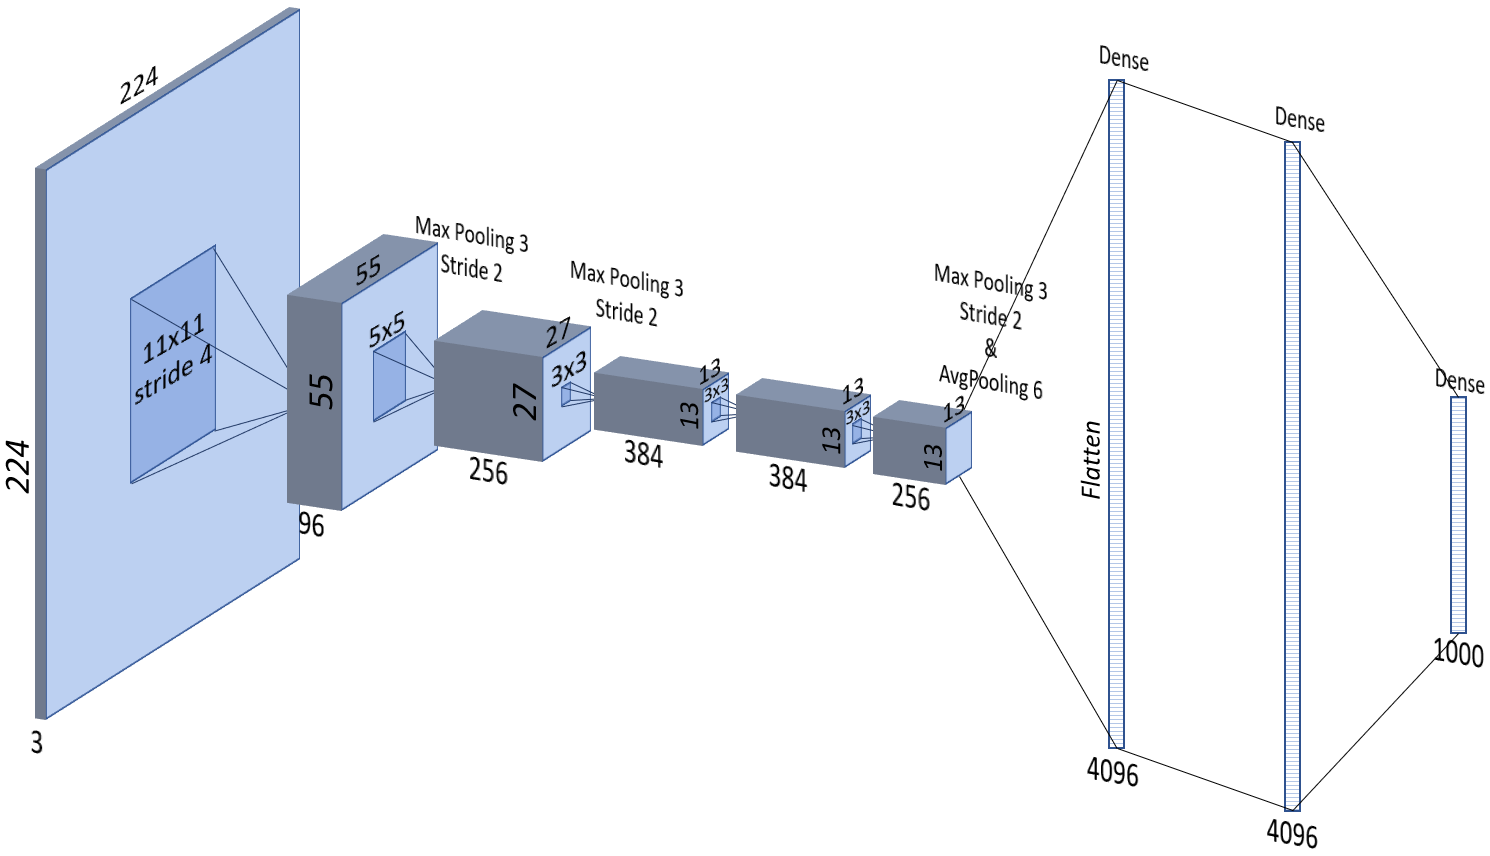 224
224
3
11x11
stride 4
55
55
96
5x5
Max Pooling 3
Stride 2
27
27
256
3x3
Max Pooling 3
Stride 2
13
13
384
3x3
13
13
384
3x3
13
13
256
Max Pooling 3
Stride 2
&
AvgPooling 6
Flatten
Dense
4096
Dense
4096
Dense
1000